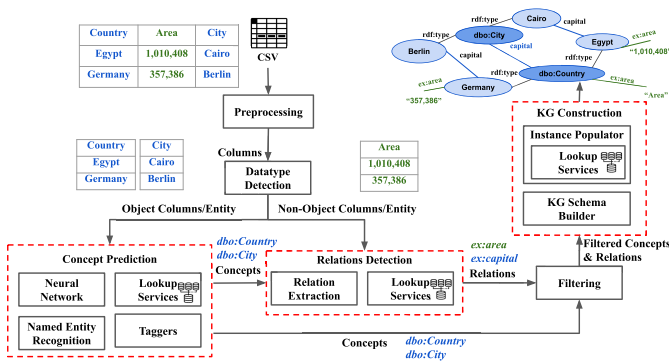 Country Area City
Egypt 1,010,408 Cairo
Germany 357,386 Berlin
CSV
Preprocessing
Columns
Country City
Egypt Cairo
Germany Berlin
Datatype
Detection
Area
1,010,408
357,386
Object Columns/Entity
Non-Object Columns/Entity
Concept Prediction
Neural
Network
Lookup
Services
Named Entity
Recognition
Taggers
dbo:Country
dbo:City
Concepts
Relations Detection
Relation
Extraction
Lookup
Services
ex:area
ex:capital
Relations
Filtering
Concepts
dbo:Country
dbo:City
Filtered Concepts
& Relations
KG Construction
Instance Populator
Lookup
Services
KG Schema
Builder
Cairo
rdf:type
capital
dbo:City
Egypt
ex:area
"1,010,408"
Berlin
capital
capital
rdf:type
rdf:type
dbo:Country
ex:area
"357,386"
Germany
ex:area
"Area"